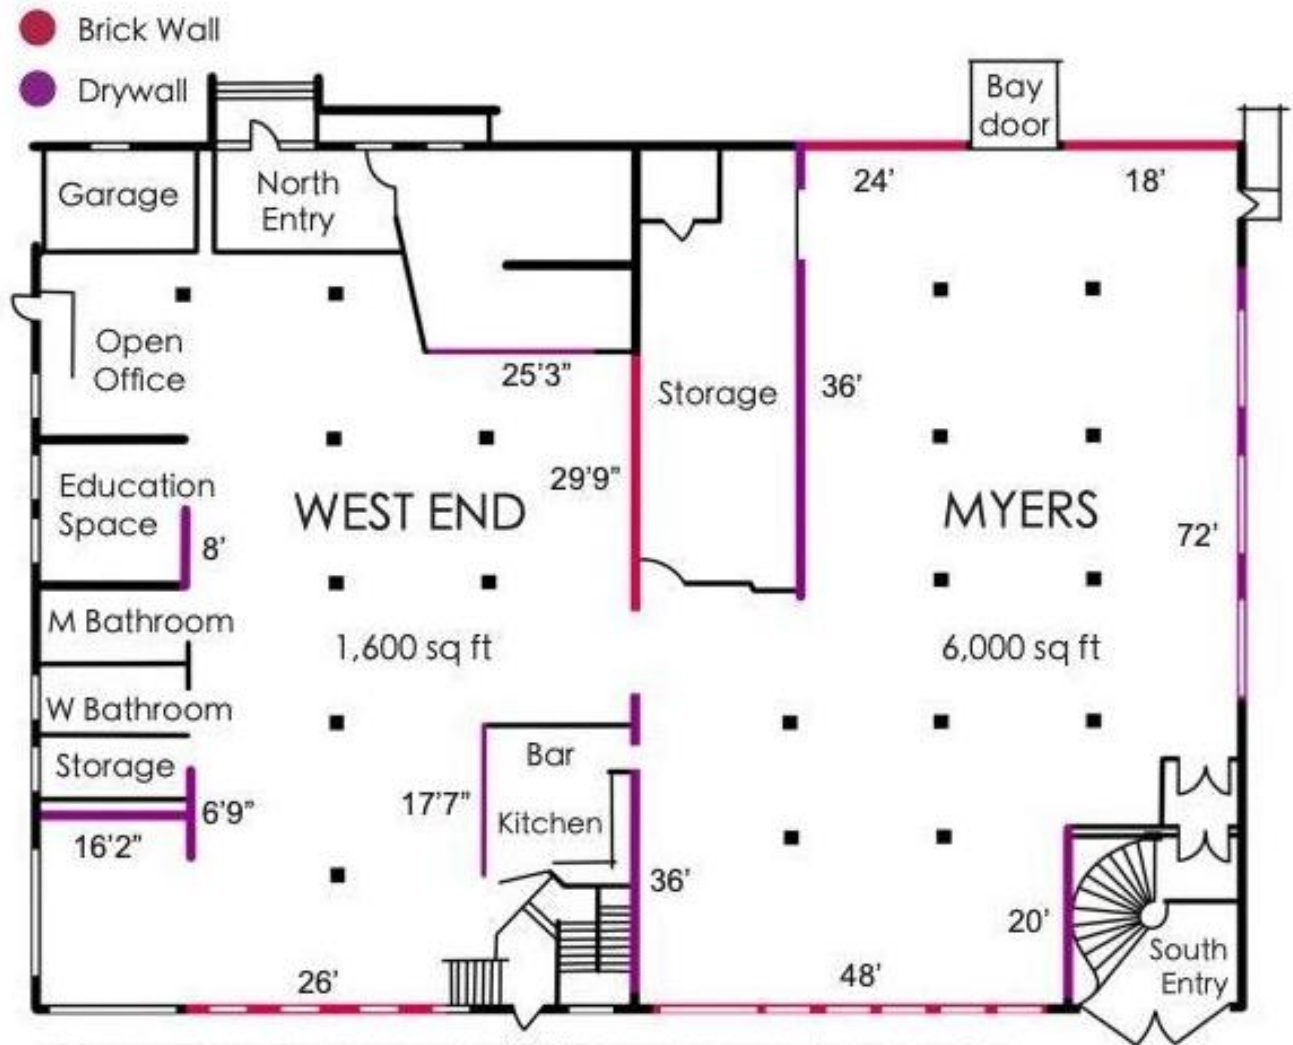 Brick Wall
Drywall
Bay
door
24'
18'
Garage
North
Entry
Open
Office
25'3"
Storage
36'
Education
Space
8'
29'9"
WEST END
MYERS
72'
M Bathroom
1,600 sq ft
6,000 sq ft
W Bathroom
Storage
6'9"
16'2"
Bar
17'7"
Kitchen
36'
20'
South
Entry
26'
48'